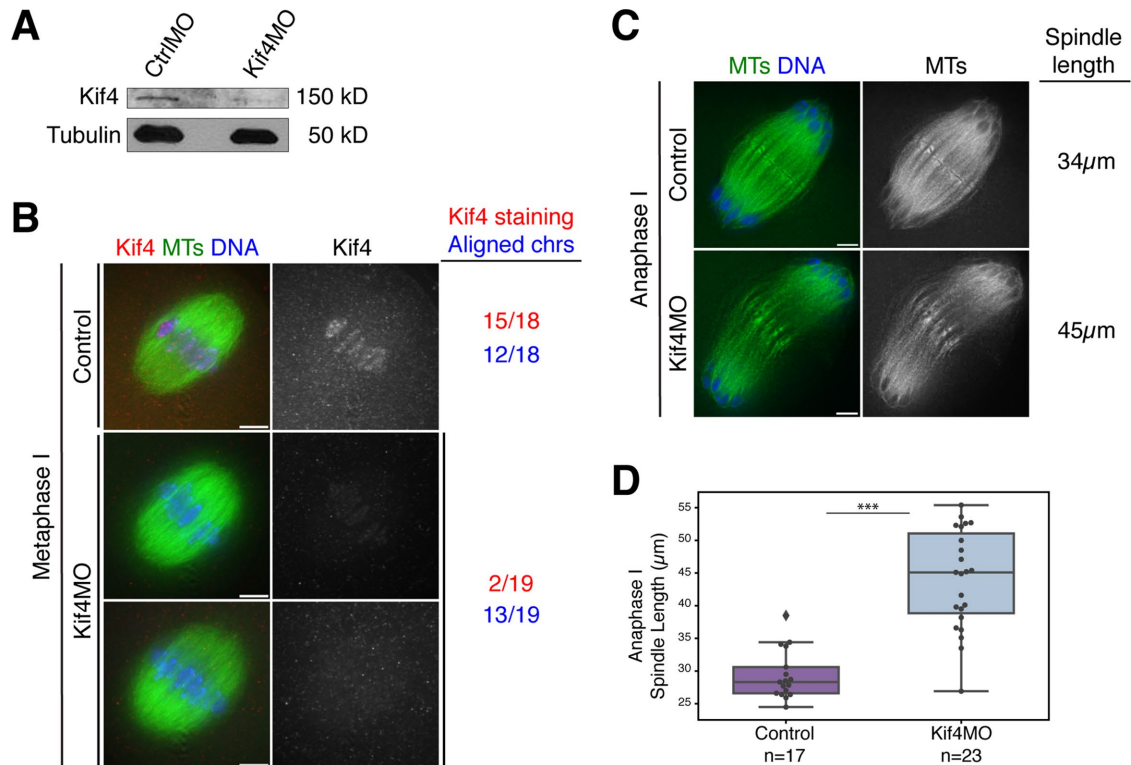 A
CtrlMO
Kif4MO
Kif4
150 kD
Tubulin
50 kD
B
Kif4 MTs DNA
Kif4
Kif4 staining
Aligned chrs
Metaphase I
Control
15/18
12/18
Kif4MO
2/19
13/19
C
MTs DNA
MTs
Spindle
length
Anaphase I
Control
34µm
Kif4MO
45µm
D
Anaphase I
Spindle Length (µm)
55
50
45
40
35
30
25
***
Control
n=17
Kif4MO
n=23